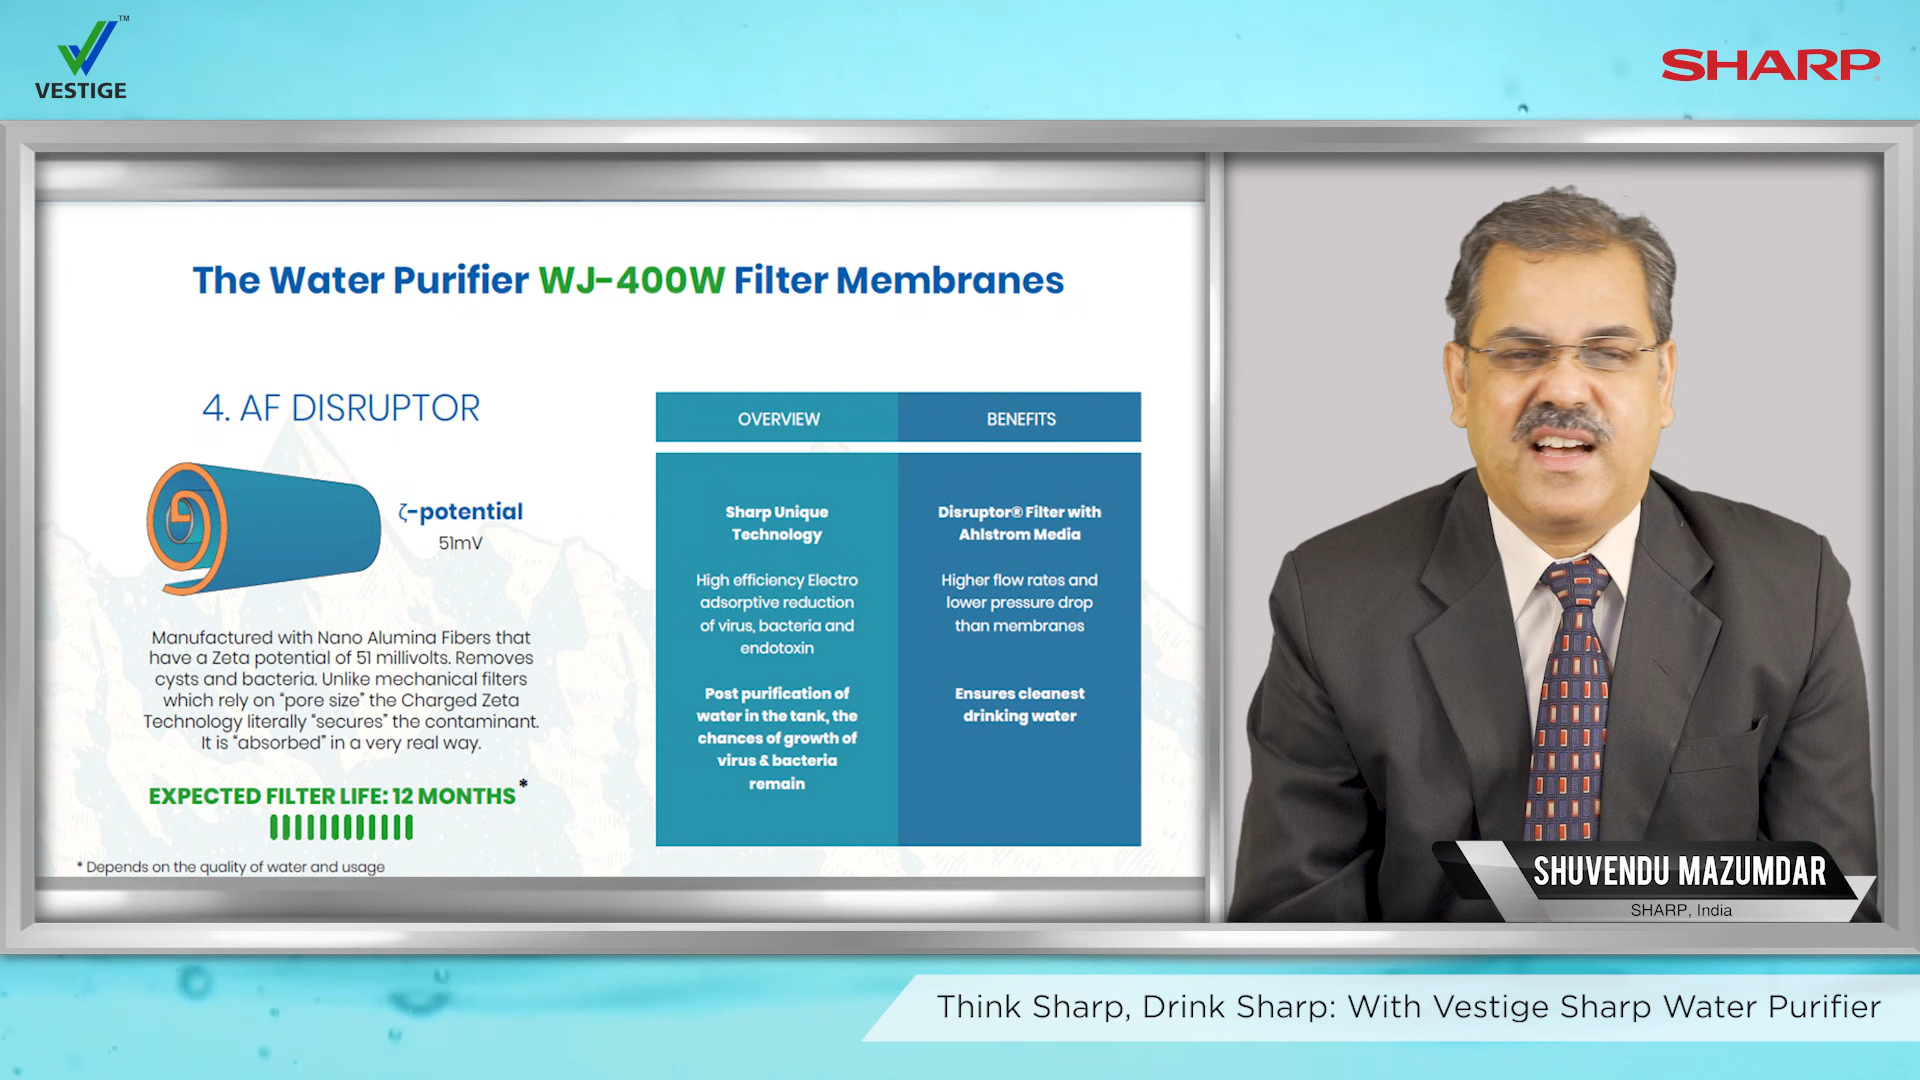 TM
VESTIGE
SHARP
The Water Purifier WJ-400W Filter Membranes
4. AF DISRUPTOR
ζ-potential
51mV
Manufactured with Nano Alumina Fibers that
have a Zeta potential of 51 millivolts. Removes
cysts and bacteria. Unlike mechanical filters
which rely on “pore size” the Charged Zeta
Technology literally “secures” the contaminant.
It is “absorbed” in a very real way.
EXPECTED FILTER LIFE: 12 MONTHS*
* Depends on the quality of water and usage
OVERVIEW
Sharp Unique
Technology
High efficiency Electro
adsorptive reduction
of virus, bacteria and
endotoxin
Post purification of
water in the tank, the
chances of growth of
virus & bacteria
remain
BENEFITS
Disruptor® Filter with
Ahlstrom Media
Higher flow rates and
lower pressure drop
than membranes
Ensures cleanest
drinking water
SHUVENDU MAZUMDAR
SHARP, India
Think Sharp, Drink Sharp: With Vestige Sharp Water Purifier